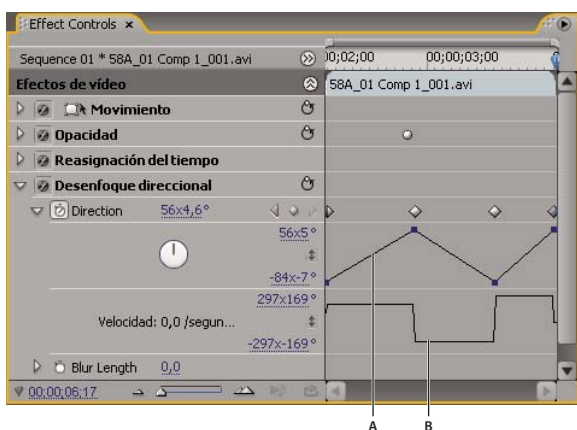 Effect Controls ×
Sequence 01 * 58A_01 Comp 1_001.avi
00;02;00 00;00;03;00
Efectos de vídeo
58A_01 Comp 1_001.avi
Movimiento
Opacidad
Reasignación del tiempo
Desenfoque direccional
Direction 56x4,6°
56x5°
-84x-7°
297x169°
Velocidad: 0,0 /segun...
-297x-169°
Blur Length 0,0
00;00;06;17
A B